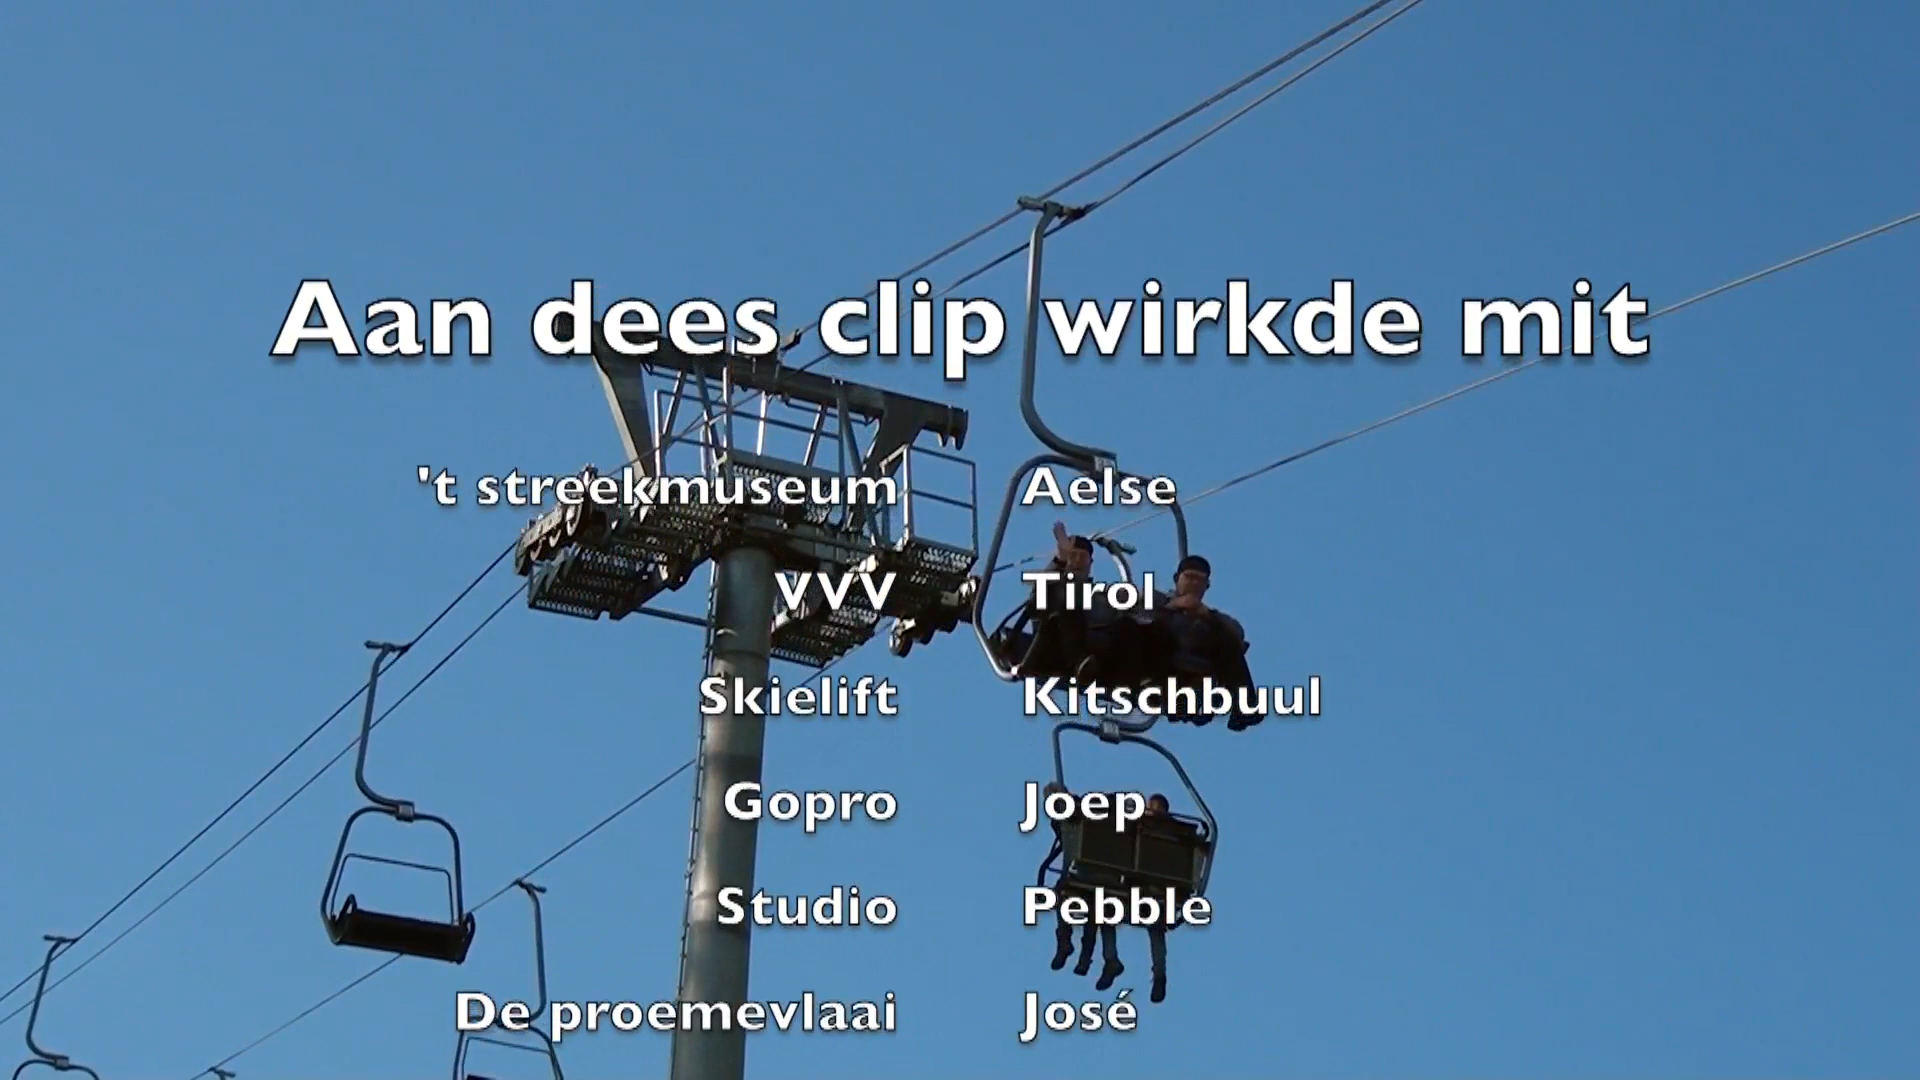 Aan dees clip wirkde mit
't streekmuseum Aelse
VVV Tirol
Skielift Kitschbuul
Gopro Joep
Studio Pebble
De proemevlaai José